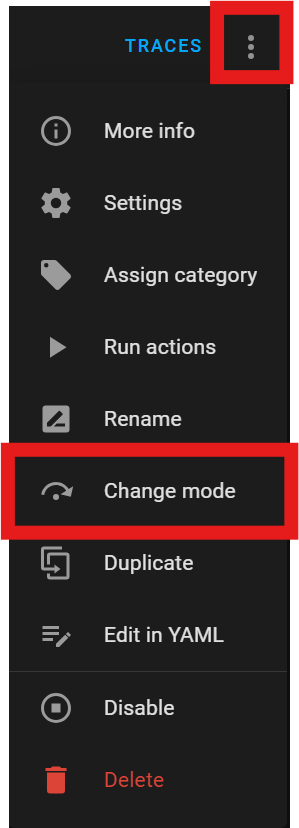 TRACES
More info
Settings
Assign category
Run actions
Rename
Change mode
Duplicate
Edit in YAML
Disable
Delete